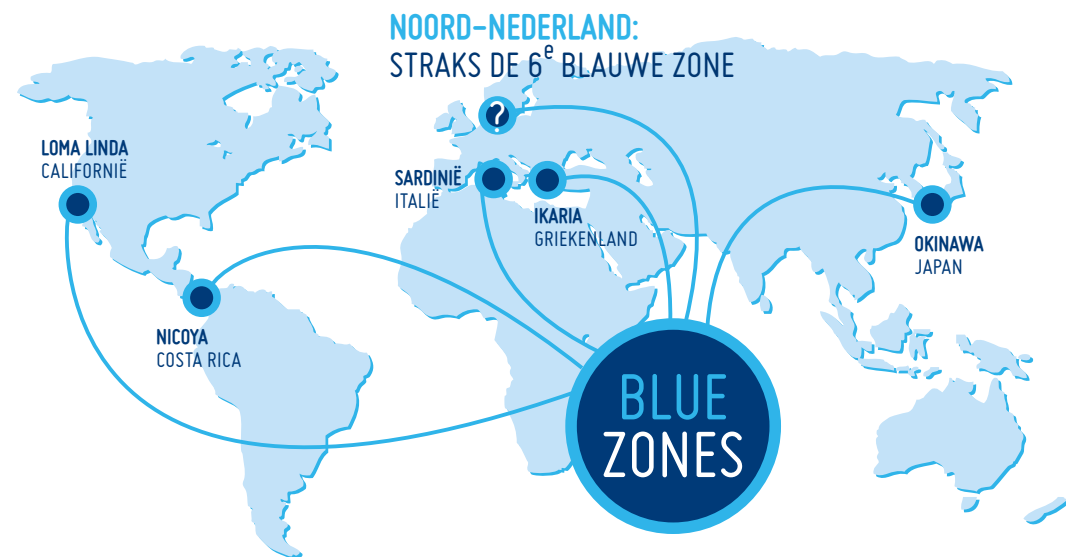 NOORD-NEDERLAND:
STRAKS DE 6e BLAUWE ZONE
?
LOMA LINDA
CALIFORNIË
SARDINIË
ITALIË
IKARIA
GRIEKENLAND
OKINAWA
JAPAN
NICOYA
COSTA RICA
BLUE
ZONES